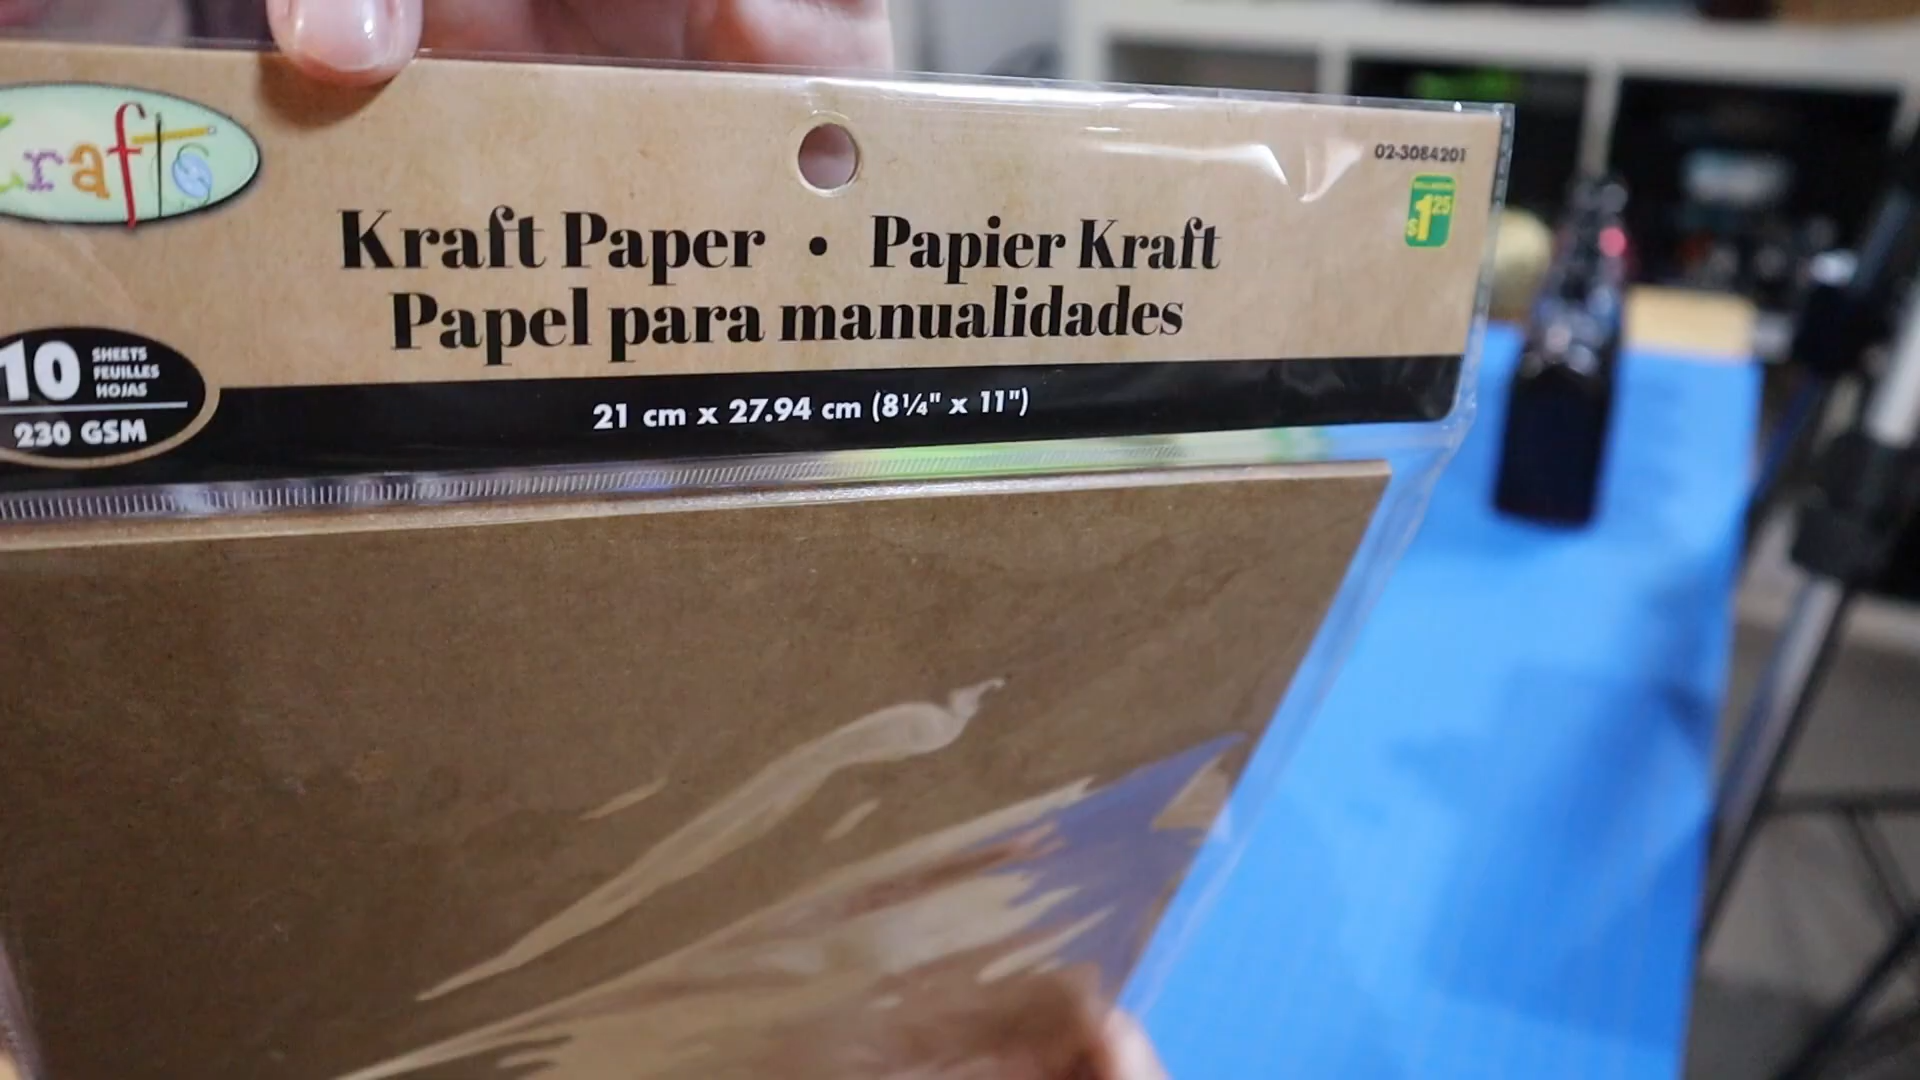 crafts
02-3084201
$1.25
Kraft Paper • Papier Kraft
Papel para manualidades
10 SHEETS
FEUILLES
HOJAS
230 GSM
21 cm x 27.94 cm (8¼" x 11")